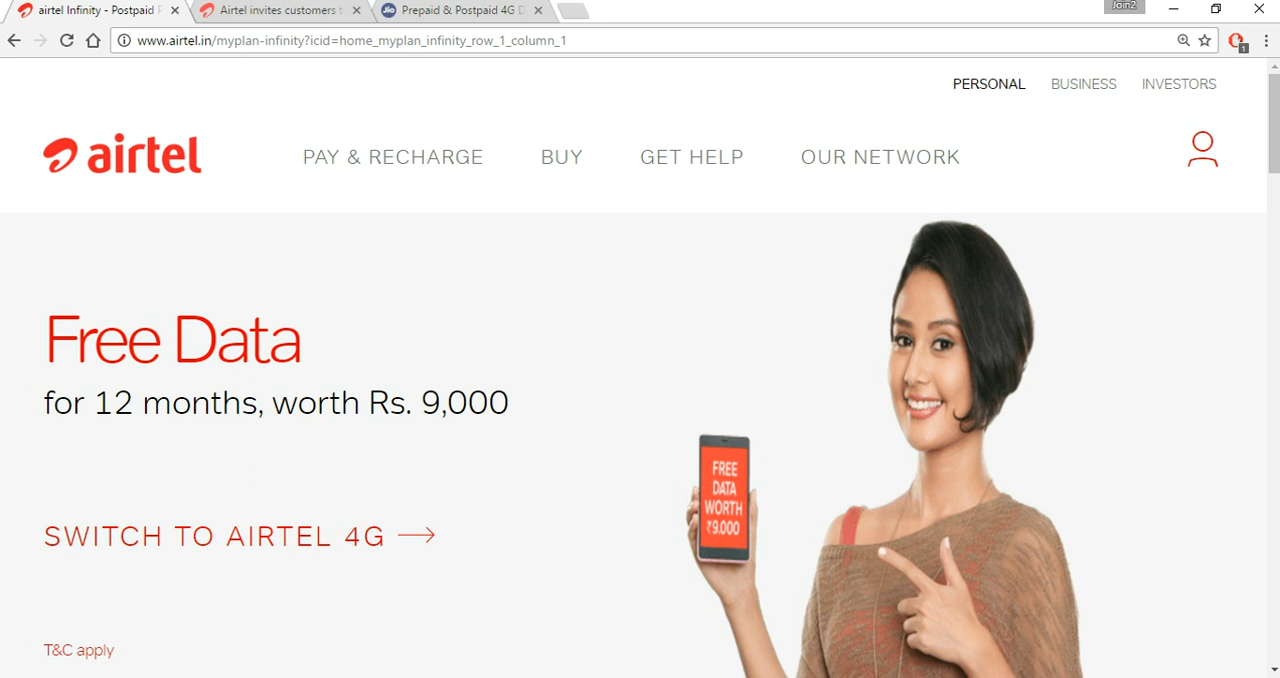 airtel Infinity - Postpaid P
Airtel invites customers t
Jio
Prepaid & Postpaid 4G D
Join2
www.airtel.in/myplan-infinity?icid=home_myplan_infinity_row_1_column_1
1
PERSONAL BUSINESS INVESTORS
airtel
PAY & RECHARGE BUY GET HELP OUR NETWORK
Free Data
for 12 months, worth Rs. 9,000
FREE
DATA
WORTH
₹9,000
SWITCH TO AIRTEL 4G
T&C apply